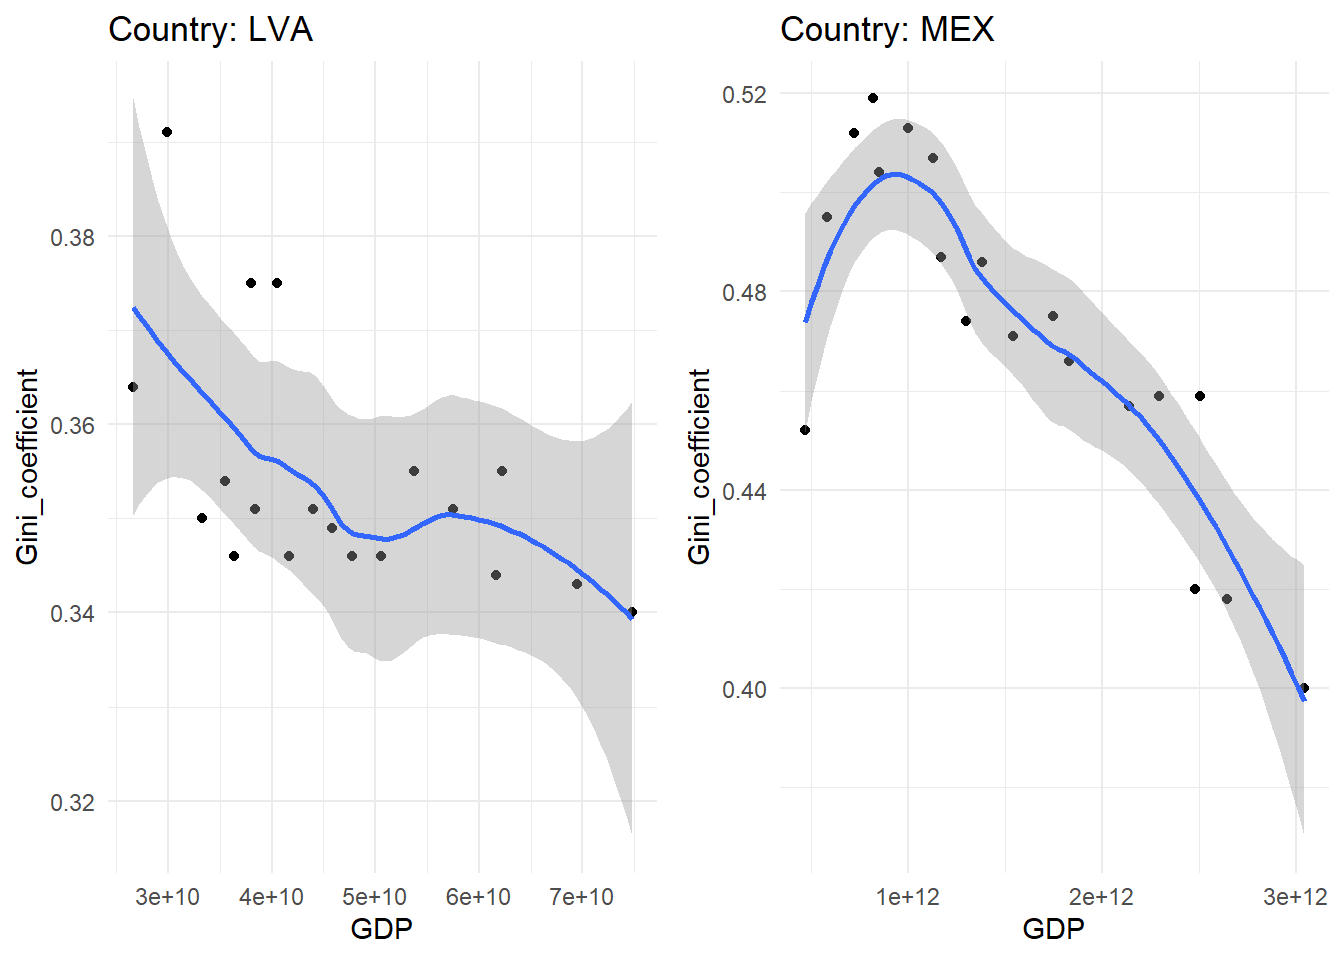 Country: LVA
Gini_coefficient
0.38
0.36
0.34
0.32
3e+10 4e+10 5e+10 6e+10 7e+10
GDP
Country: MEX
Gini_coefficient
0.52
0.48
0.44
0.40
1e+12 2e+12 3e+12
GDP